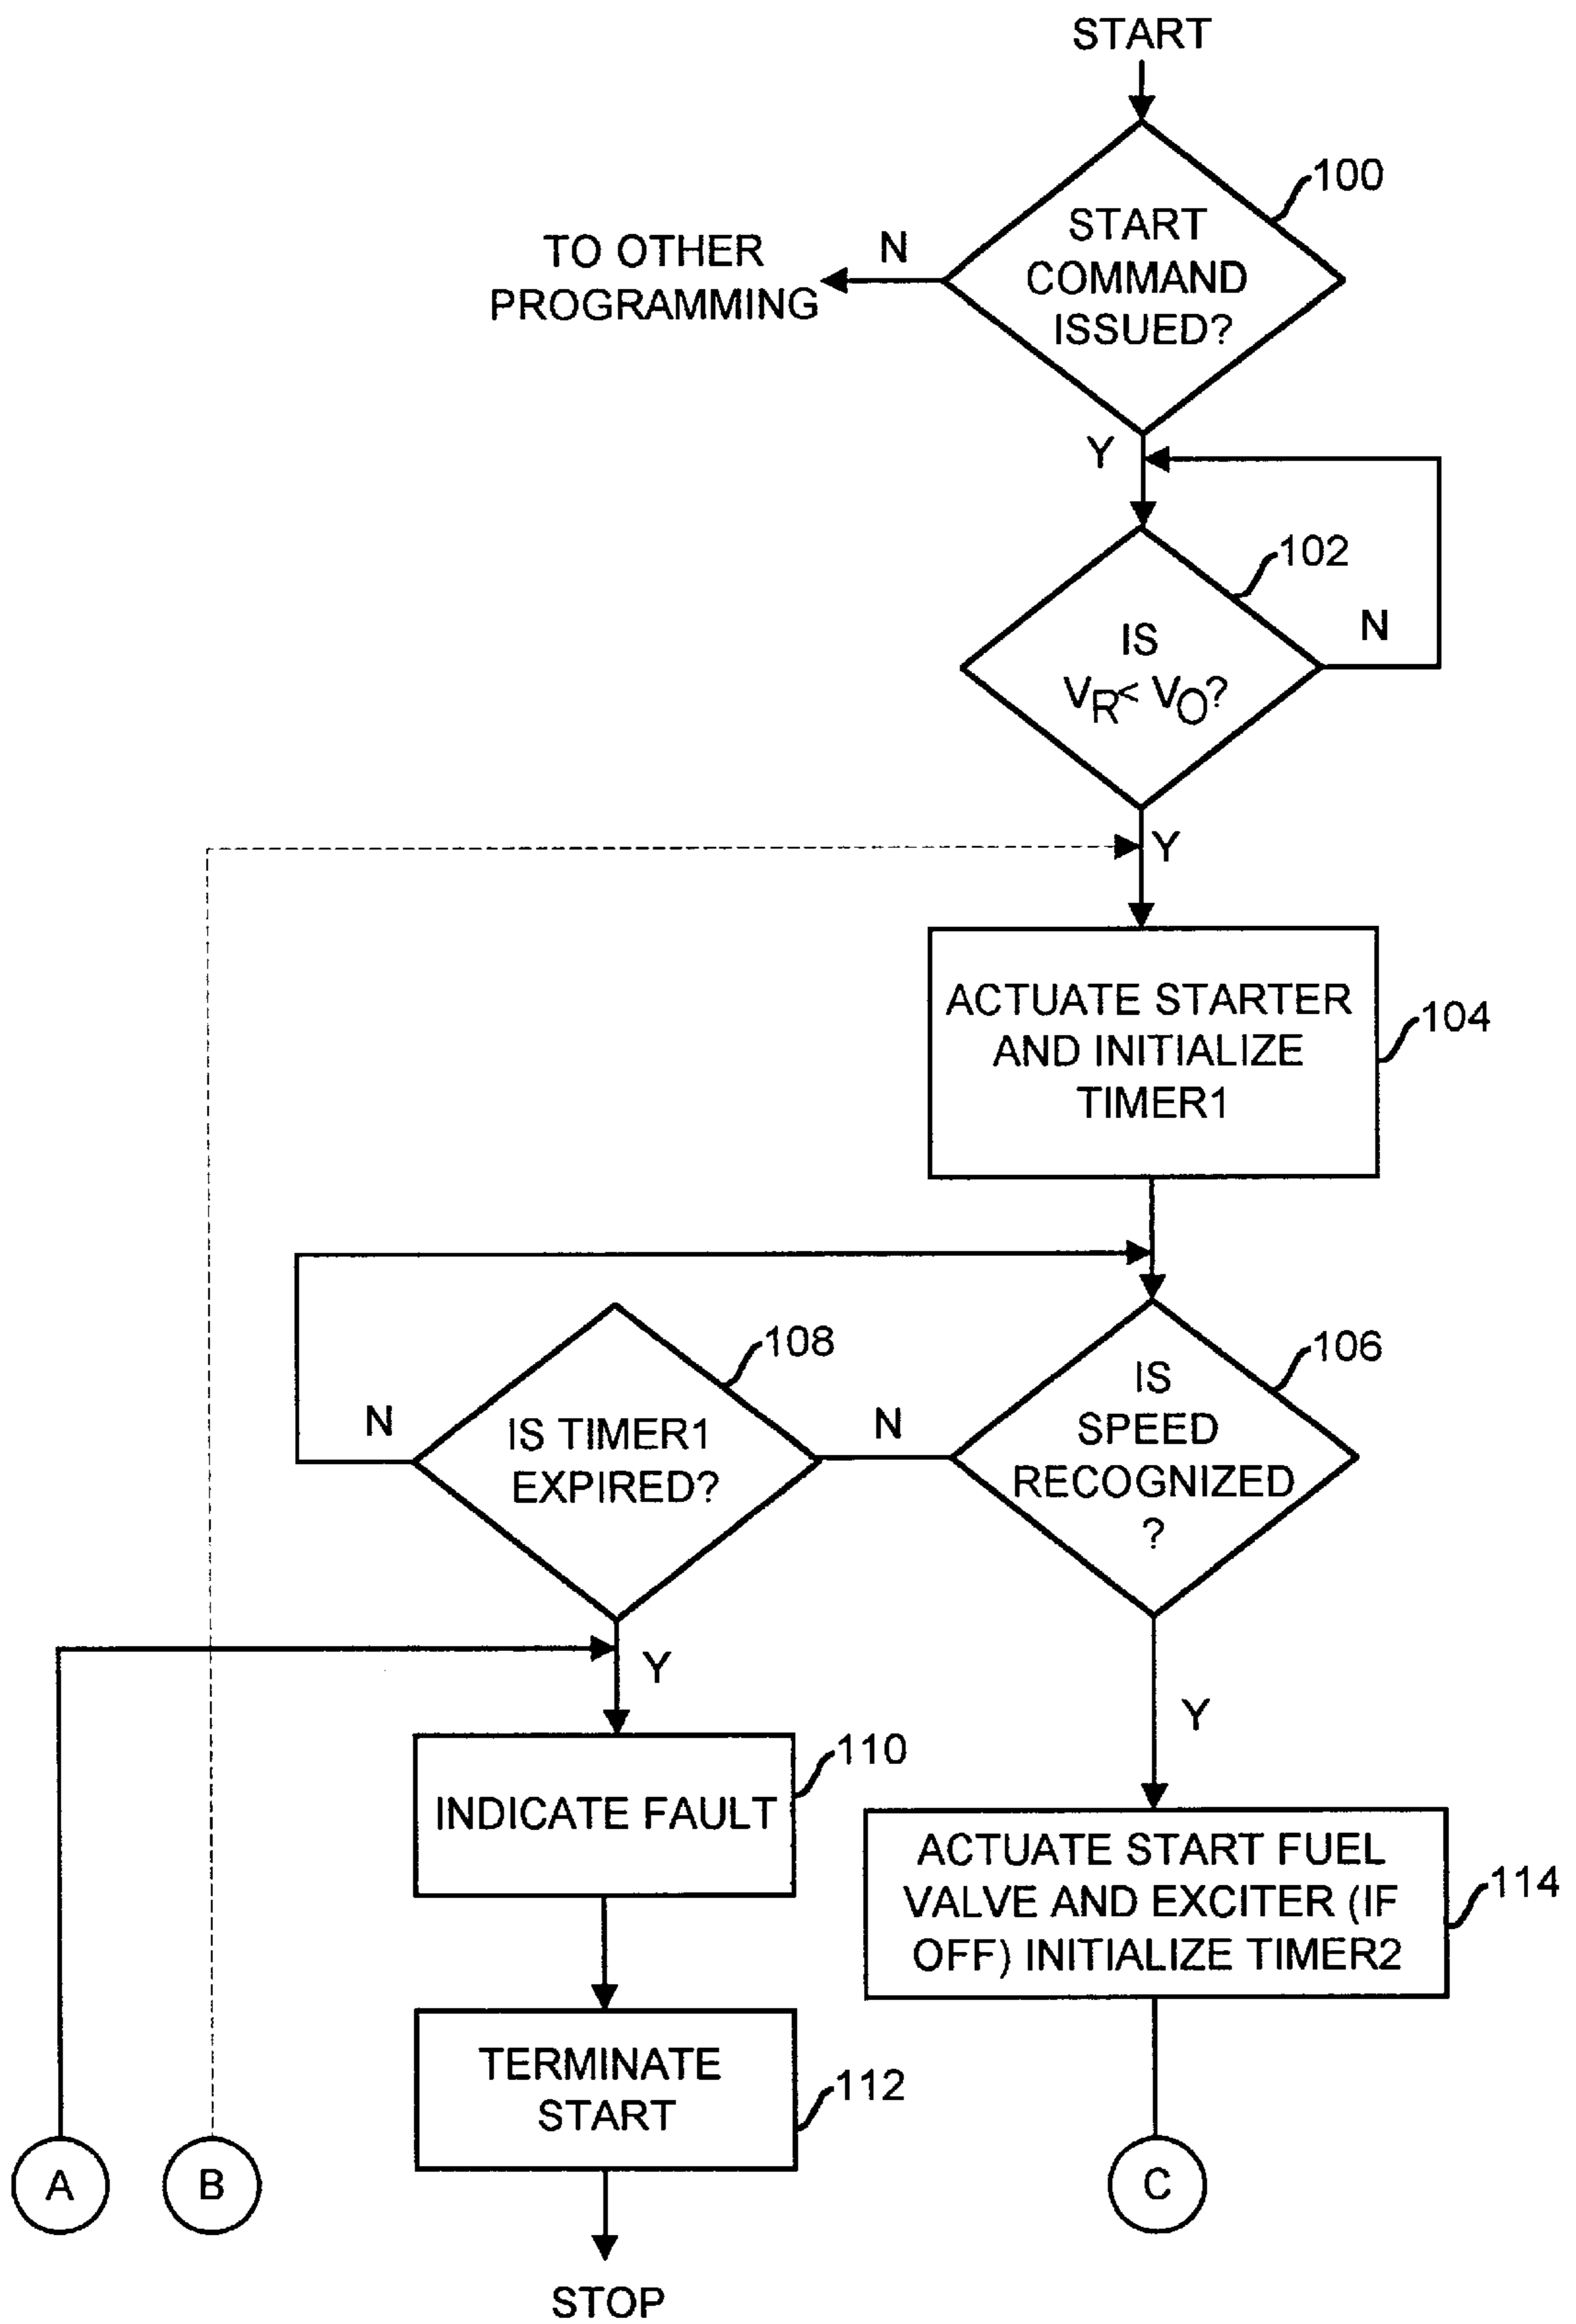 START
100
START
COMMAND
ISSUED?
N
TO OTHER
PROGRAMMING
Y
102
IS
VR< VO?
N
Y
ACTUATE STARTER
AND INITIALIZE
TIMER1
104
108
IS TIMER1
EXPIRED?
N
N
106
IS
SPEED
RECOGNIZED
?
Y
Y
INDICATE FAULT
110
ACTUATE START FUEL
VALVE AND EXCITER (IF
OFF) INITIALIZE TIMER2
114
TERMINATE
START
112
A
B
C
STOP